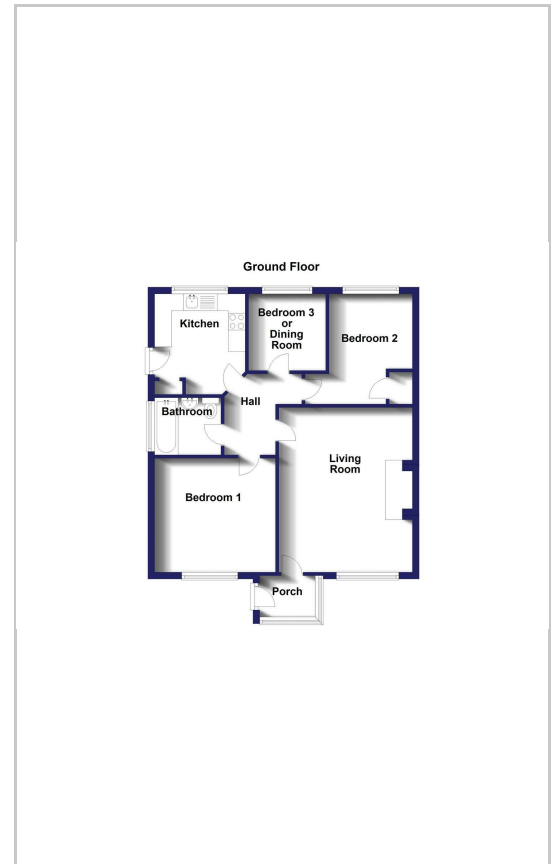 Ground Floor
Kitchen
Bedroom 3
or
Dining
Room
Bedroom 2
Hall
Bathroom
Living
Room
Bedroom 1
Porch